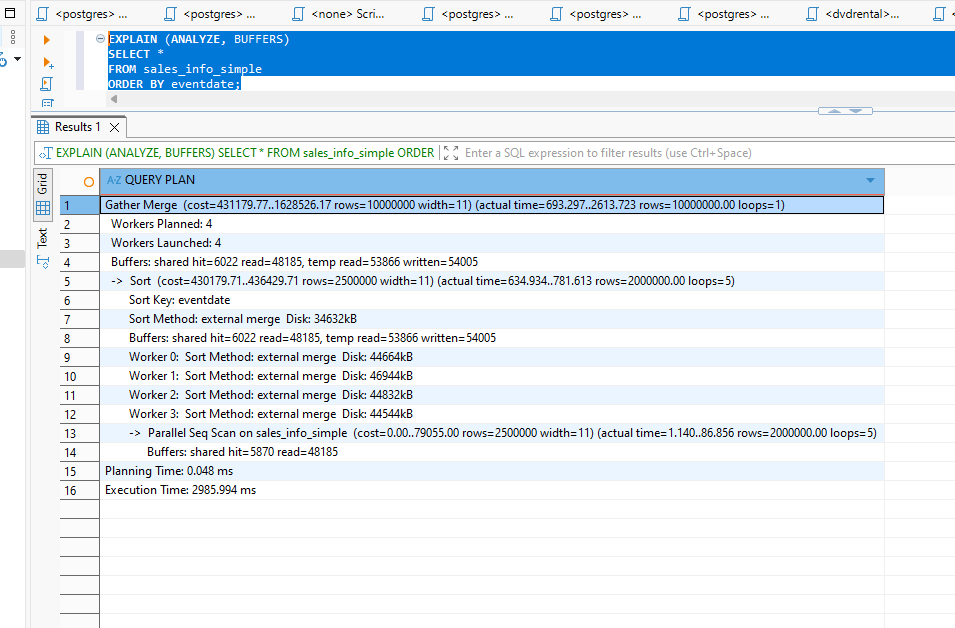 <postgres> ...
<postgres> ...
<none> Scri...
<postgres> ...
<postgres> ...
<postgres> ...
<dvdrental>...
EXPLAIN (ANALYZE, BUFFERS)
SELECT *
FROM sales_info_simple
ORDER BY eventdate;
Results 1
EXPLAIN (ANALYZE, BUFFERS) SELECT * FROM sales_info_simple ORDER
Enter a SQL expression to filter results (use Ctrl+Space)
Grid
Text
A-Z QUERY PLAN
1 Gather Merge (cost=431179.77..1628526.17 rows=10000000 width=11) (actual time=693.297..2613.723 rows=10000000.00 loops=1)
2 Workers Planned: 4
3 Workers Launched: 4
4 Buffers: shared hit=6022 read=48185, temp read=53866 written=54005
5 -> Sort (cost=430179.71..436429.71 rows=2500000 width=11) (actual time=634.934..781.613 rows=2000000.00 loops=5)
6 Sort Key: eventdate
7 Sort Method: external merge Disk: 34632kB
8 Buffers: shared hit=6022 read=48185, temp read=53866 written=54005
9 Worker 0: Sort Method: external merge Disk: 44664kB
10 Worker 1: Sort Method: external merge Disk: 46944kB
11 Worker 2: Sort Method: external merge Disk: 44832kB
12 Worker 3: Sort Method: external merge Disk: 44544kB
13 -> Parallel Seq Scan on sales_info_simple (cost=0.00..79055.00 rows=2500000 width=11) (actual time=1.140..86.856 rows=2000000.00 loops=5)
14 Buffers: shared hit=5870 read=48185
15 Planning Time: 0.048 ms
16 Execution Time: 2985.994 ms